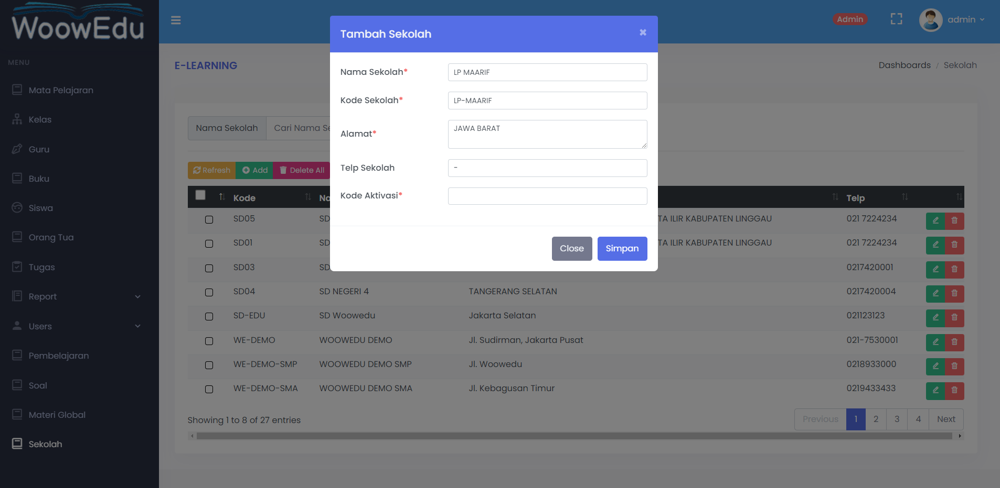 WoowEdu
MENU
Mata Pelajaran
Kelas
Guru
Buku
Siswa
Orang Tua
Tugas
Report
Users
Pembelajaran
Soal
Materi Global
Sekolah
Admin
admin
E-LEARNING
Dashboards / Sekolah
Nama Sekolah Cari Nama Se
Refresh Add Delete All
Tambah Sekolah ×
Nama Sekolah* LP MAARIF
Kode Sekolah* LP-MAARIF
Alamat* JAWA BARAT
Telp Sekolah -
Kode Aktivasi*
Close Simpan
Kode Na Telp
SD05 SD TA ILIR KABUPATEN LINGGAU 021 7224234
SD01 SD TA ILIR KABUPATEN LINGGAU 021 7224234
SD03 SD 0217420001
SD04 SD NEGERI 4 TANGERANG SELATAN 0217420004
SD-EDU SD Woowedu Jakarta Selatan 021123123
WE-DEMO WOOWEDU DEMO Jl. Sudirman, Jakarta Pusat 021-7530001
WE-DEMO-SMP WOOWEDU DEMO SMP Jl. Woowedu 0218933000
WE-DEMO-SMA WOOWEDU DEMO SMA Jl. Kebagusan Timur 0219433433
Showing 1 to 8 of 27 entries
Previous 1 2 3 4 Next